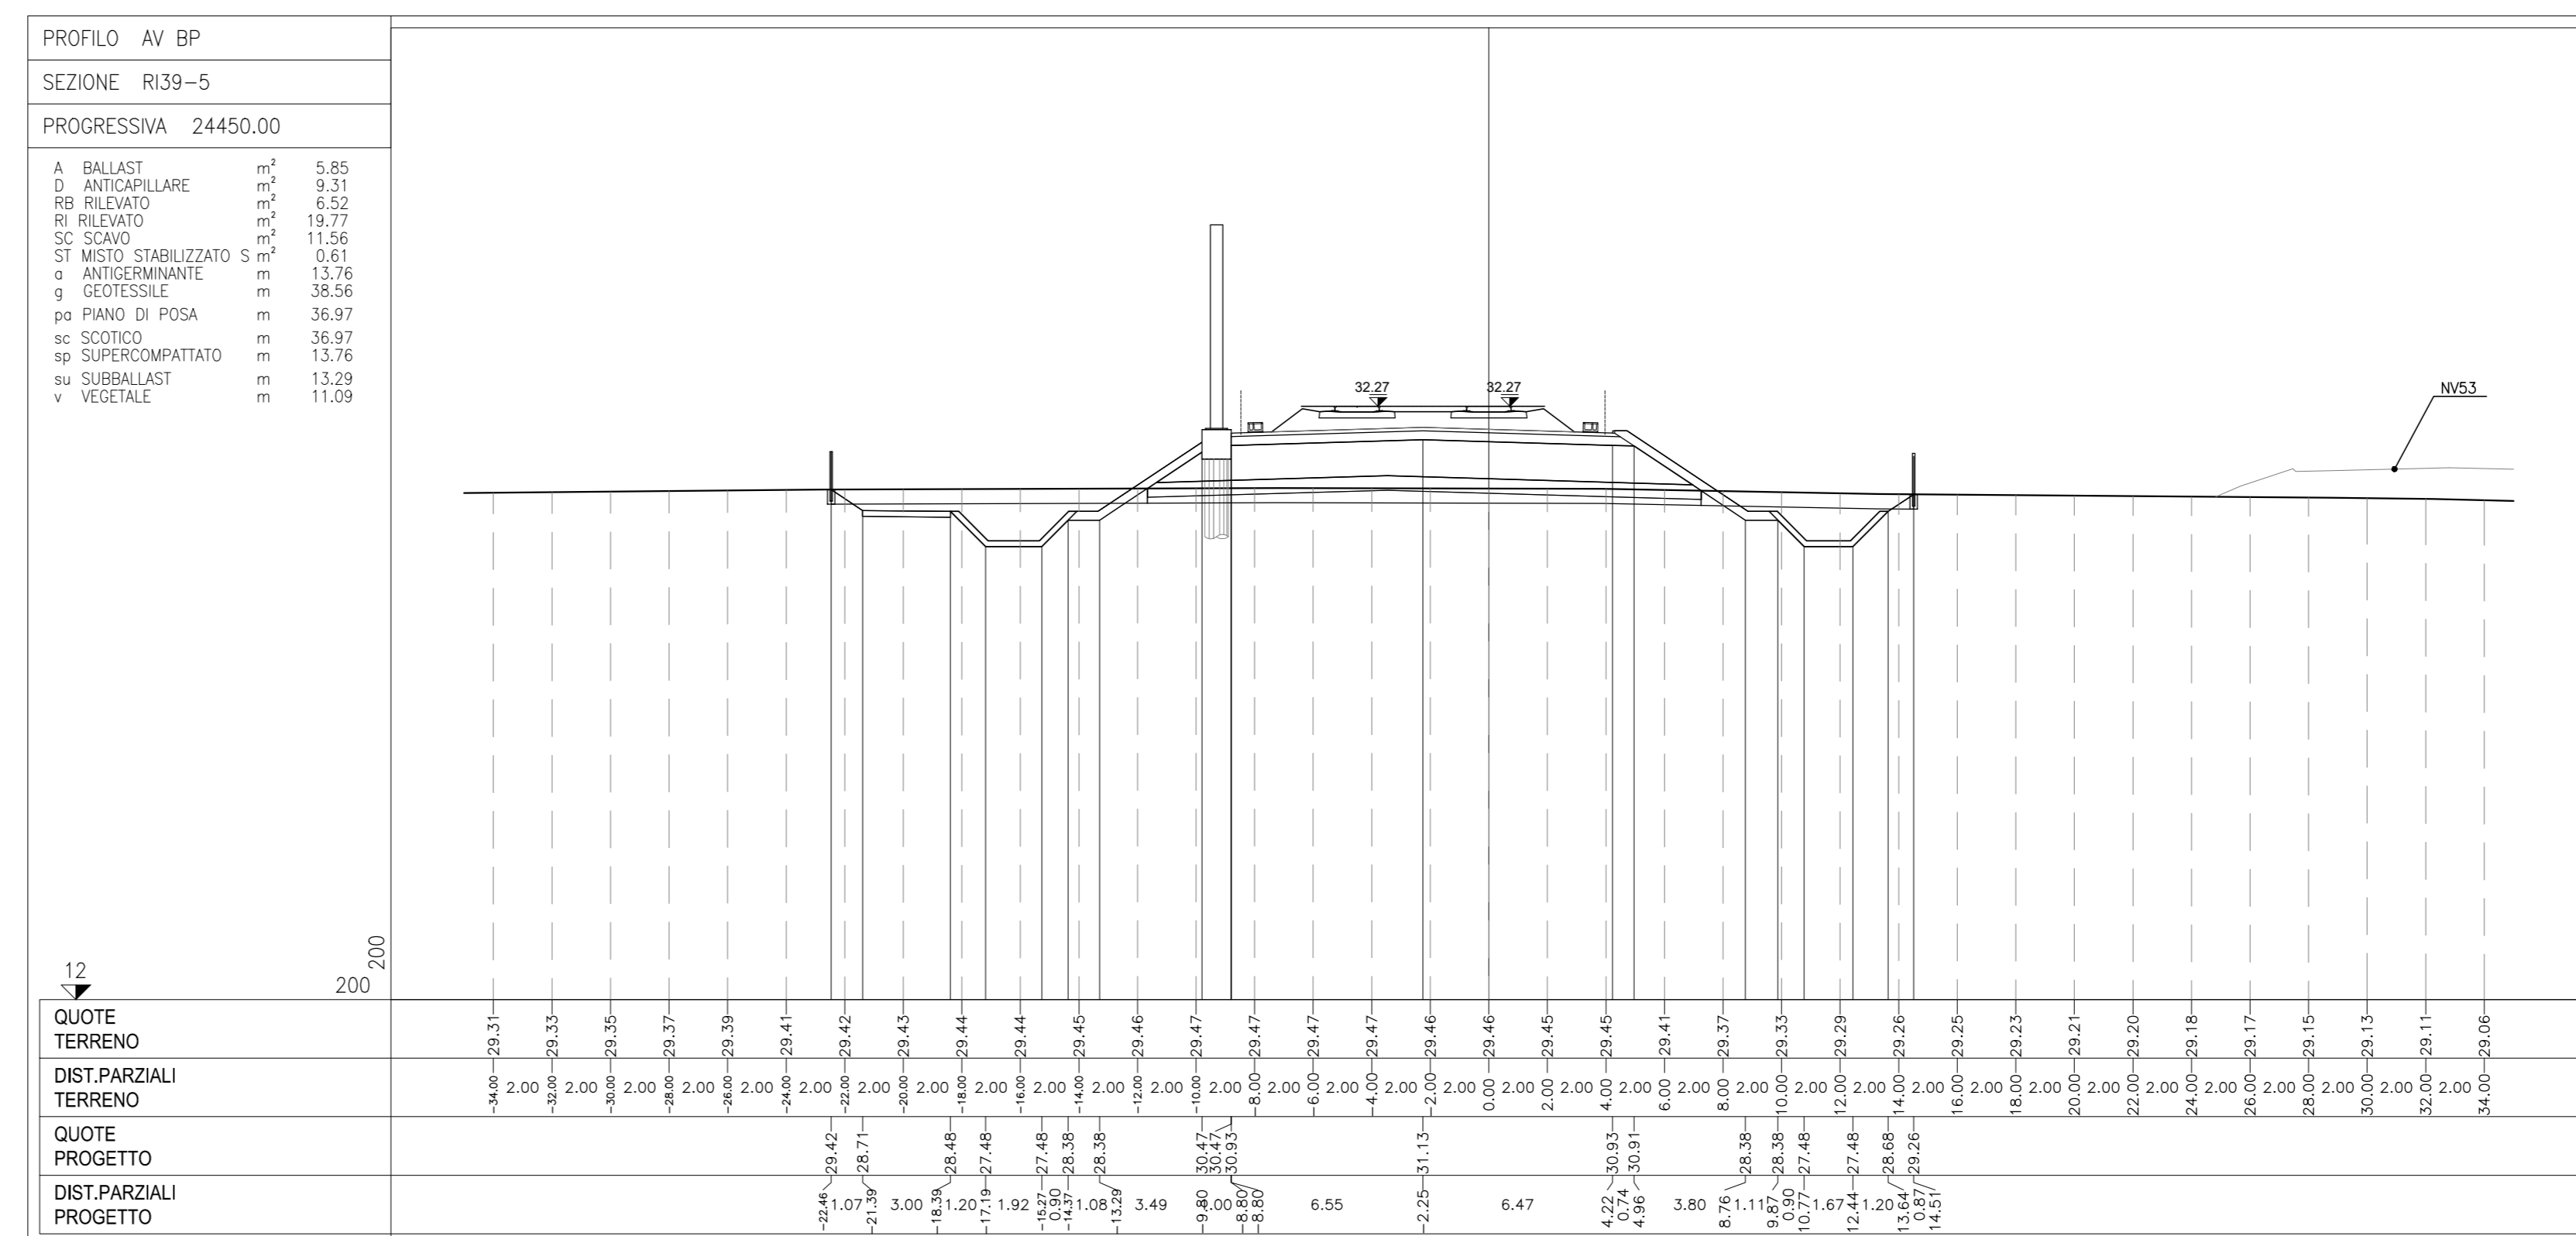 PROFILO AV BP
SEZIONE RI39-5
PROGRESSIVA 24450.00
A BALLAST m² 5.85
D ANTICAPILLARE m² 9.31
RB RILEVATO m² 6.52
RI RILEVATO m² 19.77
SC SCAVO m² 11.56
ST MISTO STABILIZZATO S m² 0.61
a ANTIGERMINANTE m 13.76
g GEOTESSILE m 38.56
pa PIANO DI POSA m 36.97
sc SCOTICO m 36.97
sp SUPERCOMPATTATO m 13.76
su SUBBALLAST m 13.29
v VEGETALE m 11.09
32.27 32.27
NV53
12 200 200
QUOTE TERRENO
29.31 29.33 29.35 29.37 29.39 29.41 29.42 29.43 29.44 29.44 29.45 29.46 29.47 29.47 29.47 29.47 29.46 29.46 29.45 29.45 29.41 29.37 29.33 29.29 29.26 29.25 29.23 29.21 29.20 29.18 29.17 29.15 29.13 29.11 29.06
DIST.PARZIALI TERRENO
-34.00 2.00 -32.00 2.00 -30.00 2.00 -28.00 2.00 -26.00 2.00 -24.00 2.00 -22.00 2.00 -20.00 2.00 -18.00 2.00 -16.00 2.00 -14.00 2.00 -12.00 2.00 -10.00 2.00 -8.00 2.00 -6.00 2.00 -4.00 2.00 -2.00 2.00 0.00 2.00 2.00 2.00 4.00 2.00 6.00 2.00 8.00 2.00 10.00 2.00 12.00 2.00 14.00 2.00 16.00 2.00 18.00 2.00 20.00 2.00 22.00 2.00 24.00 2.00 26.00 2.00 28.00 2.00 30.00 2.00 32.00 2.00 34.00
QUOTE PROGETTO
29.42 28.71 28.48 27.48 27.48 28.38 28.38 30.47 30.47 30.93 31.13 30.93 30.91 28.38 28.38 27.48 27.48 28.68 29.26
DIST.PARZIALI PROGETTO
-22.46 1.07 -21.39 3.00 -18.39 1.20 -17.19 1.92 -15.27 0.90 -14.37 1.08 -13.29 3.49 -9.80 1.00 -8.80 -8.80 6.55 -2.25 6.47 4.22 0.74 4.96 3.80 8.76 1.11 9.87 0.90 10.77 1.67 12.44 1.20 13.64 0.87 14.51